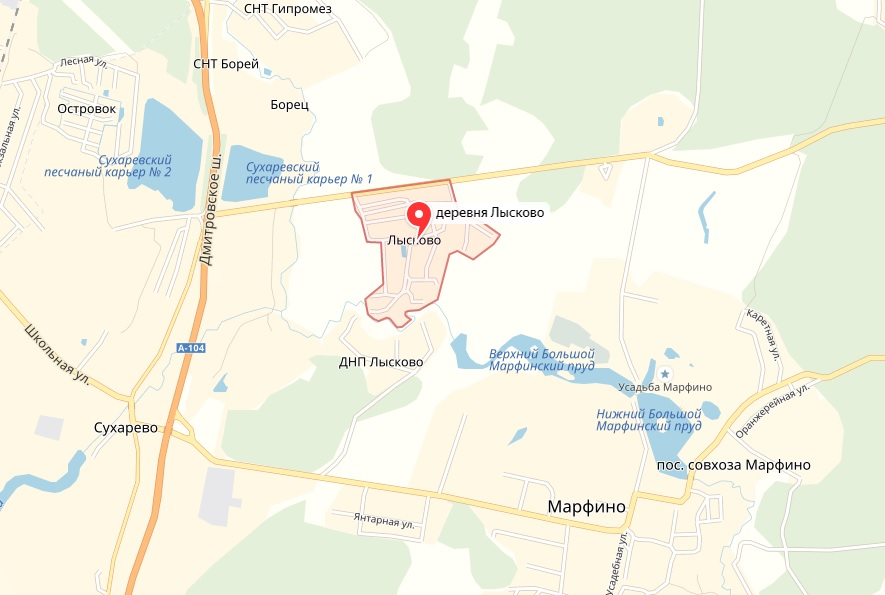 СНТ Гипромез
СНТ Борей
Лесная ул.
Островок
Борец
Сухаревский
песчаный карьер № 2
Сухаревский
песчаный карьер № 1
Дмитровское ш.
деревня Лысково
Лысково
Школьная ул.
А-104
ДНП Лысково
Верхний Большой
Марфинский пруд
Каретная ул.
Усадьба Марфино
Нижний Большой
Марфинский пруд
Оранжерейная ул.
Сухарево
пос. совхоза Марфино
Марфино
Янтарная ул.
Усадебная ул.